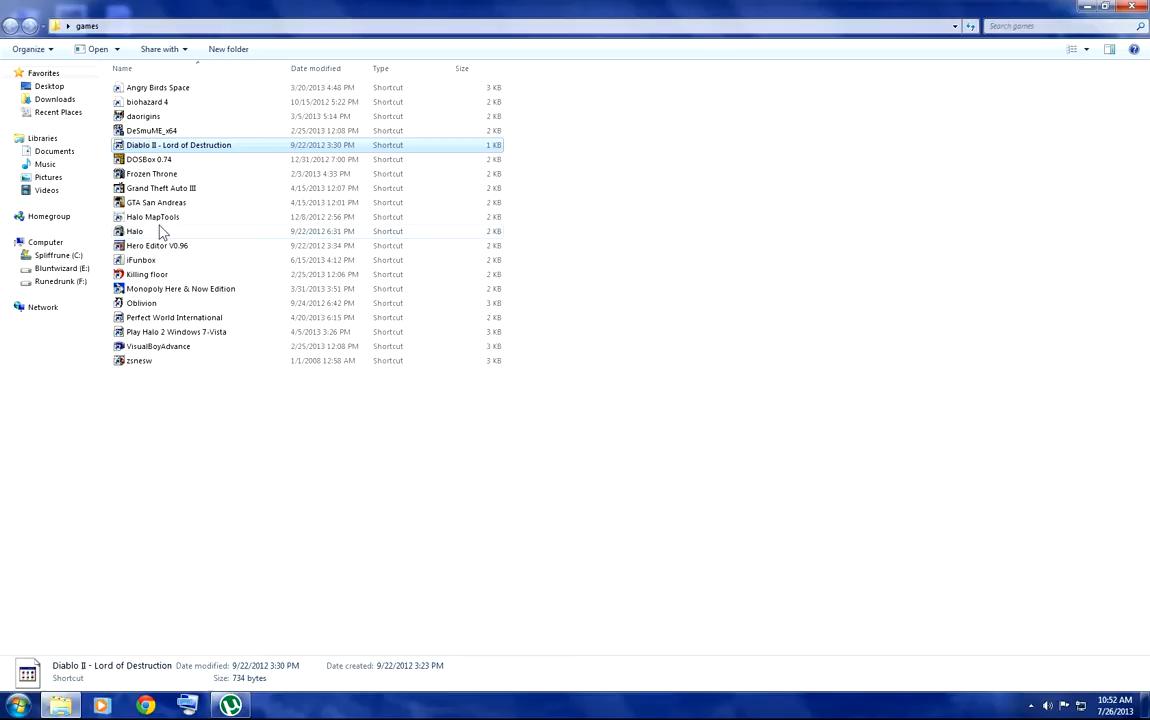 games
Search games
Organize
Open
Share with
New folder
Name Date modified Type Size
Favorites
Desktop
Downloads
Recent Places
Libraries
Documents
Music
Pictures
Videos
Homegroup
Computer
Spliffrune (C:)
Bluntwizard (E:)
Runedrunk (F:)
Network
Angry Birds Space 3/20/2013 4:48 PM Shortcut 3 KB
biohazard 4 10/15/2012 5:22 PM Shortcut 2 KB
daorigins 3/5/2013 5:14 PM Shortcut 2 KB
DeSmuME_x64 2/25/2013 12:08 PM Shortcut 2 KB
Diablo II - Lord of Destruction 9/22/2012 3:30 PM Shortcut 1 KB
DOSBox 0.74 12/31/2012 7:00 PM Shortcut 2 KB
Frozen Throne 2/3/2013 4:33 PM Shortcut 2 KB
Grand Theft Auto III 4/15/2013 12:07 PM Shortcut 2 KB
GTA San Andreas 4/15/2013 12:01 PM Shortcut 2 KB
Halo MapTools 12/8/2012 2:56 PM Shortcut 2 KB
Halo 9/22/2012 6:31 PM Shortcut 2 KB
Hero Editor V0.96 9/22/2012 3:34 PM Shortcut 2 KB
iFunbox 6/15/2013 4:12 PM Shortcut 2 KB
Killing floor 2/25/2013 12:06 PM Shortcut 2 KB
Monopoly Here & Now Edition 3/31/2013 3:51 PM Shortcut 2 KB
Oblivion 9/24/2012 6:42 PM Shortcut 3 KB
Perfect World International 4/20/2013 6:15 PM Shortcut 2 KB
Play Halo 2 Windows 7-Vista 4/5/2013 3:26 PM Shortcut 3 KB
VisualBoyAdvance 2/25/2013 12:08 PM Shortcut 2 KB
zsnesw 1/1/2008 12:58 AM Shortcut 3 KB
Diablo II - Lord of Destruction Date modified: 9/22/2012 3:30 PM Date created: 9/22/2012 3:23 PM
Shortcut Size: 734 bytes
10:52 AM
7/26/2013